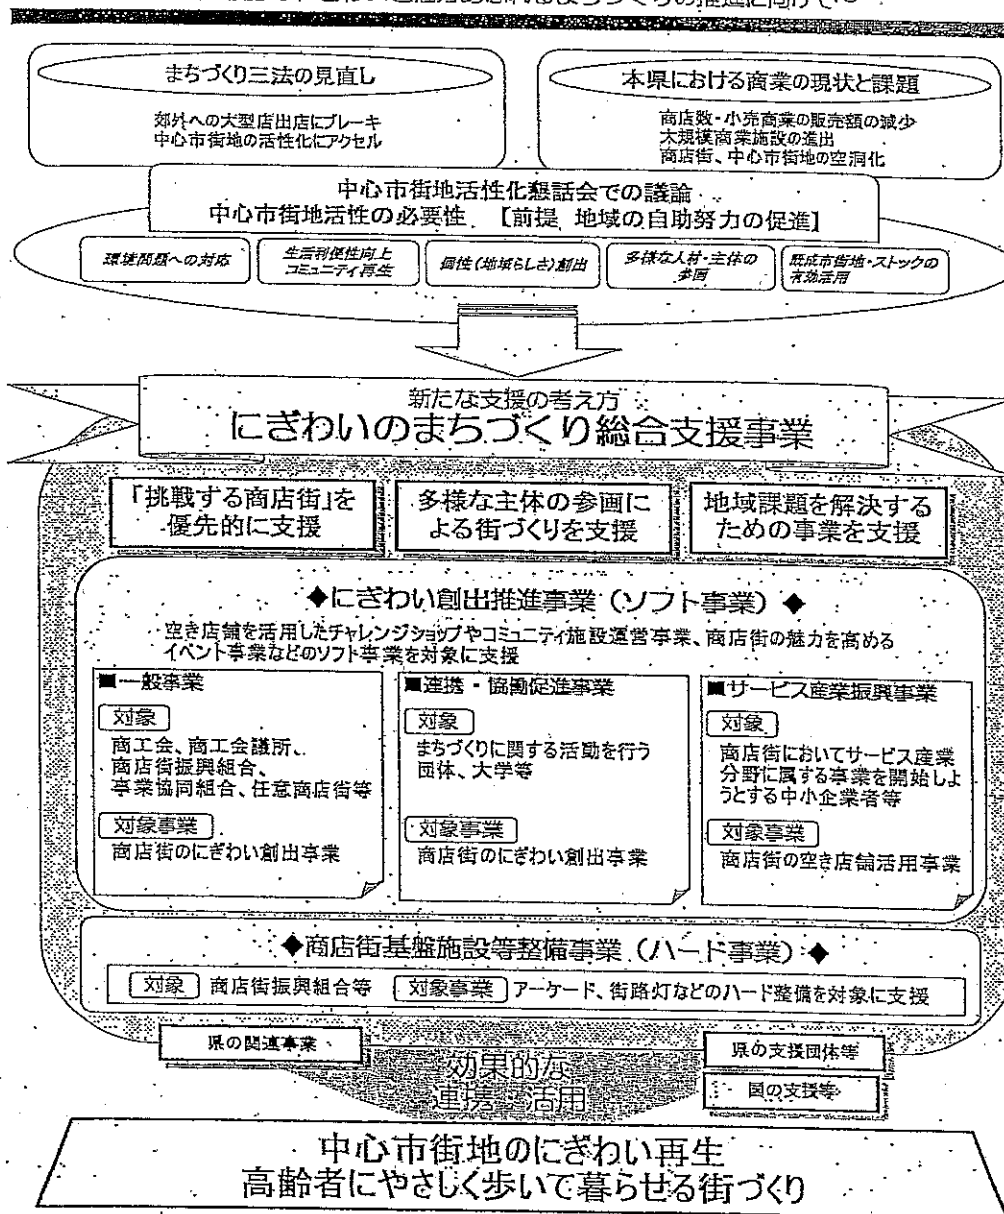 まちづくり三法の見直し
郊外への大型店出店にブレーキ
中心市街地の活性化にアクセル
本県における商業の現状と課題
商店数・小売商業の販売額の減少
大規模商業施設の進出
商店街、中心市街地の空洞化
中心市街地活性化懇話会での議論
中心市街地活性の必要性 【前提 地域の自助努力の促進】
環境問題への対応
生活利便性向上
コミュニティ再生
個性(地域らしさ)創出
多様な人材・主体の
参画
既成市街地・ストックの
有効活用
新たな支援の考え方
にぎわいのまちづくり総合支援事業
「挑戦する商店街」を
優先的に支援
多様な主体の参画に
よる街づくりを支援
地域課題を解決する
ための事業を支援
◆にぎわい創出推進事業(ソフト事業)◆
空き店舗を活用したチャレンジショップやコミュニティ施設運営事業、商店街の魅力を高める
イベント事業などのソフト事業を対象に支援
■一般事業
対象
商工会、商工会議所、
商店街振興組合、
事業協同組合、任意商店街等
対象事業
商店街のにぎわい創出事業
■連携・協働促進事業
対象
まちづくりに関する活動を行う
団体、大学等
対象事業
商店街のにぎわい創出事業
■サービス産業振興事業
対象
商店街においてサービス産業
分野に属する事業を開始しよ
うとする中小企業者等
対象事業
商店街の空き店舗活用事業
◆商店街基盤施設等整備事業(ハード事業)◆
対象 商店街振興組合等 対象事業 アーケード、街路灯などのハード整備を対象に支援
県の関連事業
効果的な
連携 活用
県の支援団体等
国の支援等
中心市街地のにぎわい再生
高齢者にやさしく歩いて暮らせる街づくり